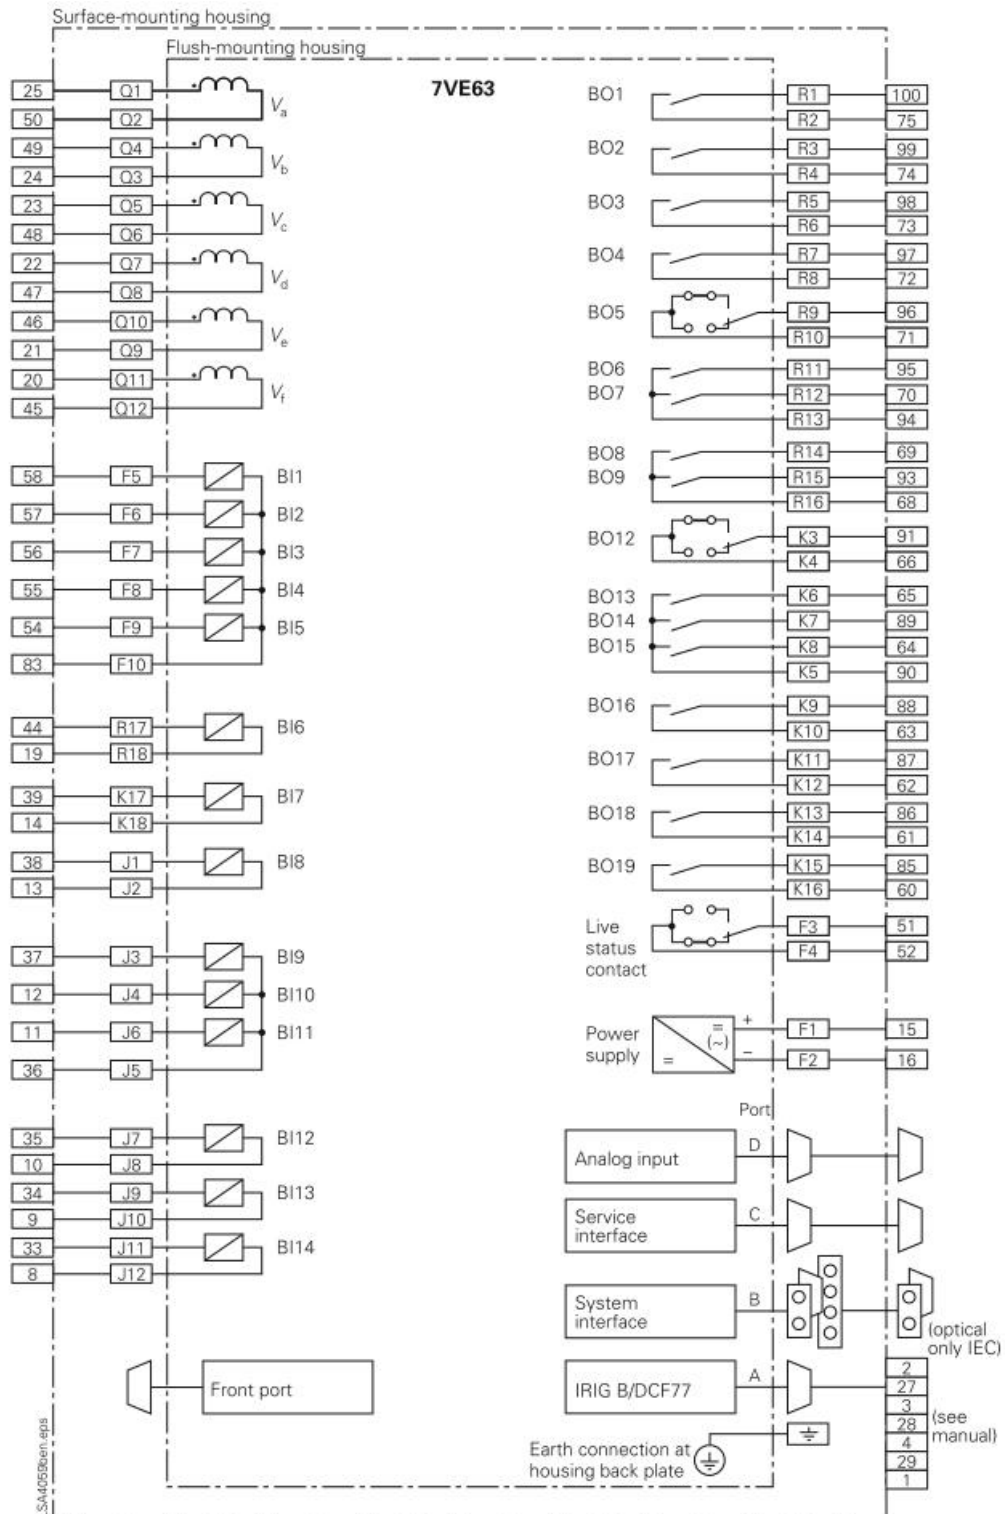 Surface-mounting housing
Flush-mounting housing
7VE63
25 Q1
50 Q2 Va
49 Q4
24 Q3 Vb
23 Q5
48 Q6 Vc
22 Q7
47 Q8 Vd
46 Q10
21 Q9 Ve
20 Q11
45 Q12 Vf
58 F5 BI1
57 F6 BI2
56 F7 BI3
55 F8 BI4
54 F9 BI5
83 F10
44 R17 BI6
19 R18
39 K17 BI7
14 K18
38 J1 BI8
13 J2
37 J3 BI9
12 J4 BI10
11 J6 BI11
36 J5
35 J7 BI12
10 J8
34 J9 BI13
9 J10
33 J11 BI14
8 J12
Front port
LSA4059ben.eps
BO1 R1 100
R2 75
BO2 R3 99
R4 74
BO3 R5 98
R6 73
BO4 R7 97
R8 72
BO5 R9 96
R10 71
BO6 R11 95
BO7 R12 70
R13 94
BO8 R14 69
BO9 R15 93
R16 68
BO12 K3 91
K4 66
BO13 K6 65
BO14 K7 89
BO15 K8 64
K5 90
BO16 K9 88
K10 63
BO17 K11 87
K12 62
BO18 K13 86
K14 61
BO19 K15 85
K16 60
Live
status
contact
F3 51
F4 52
Power
supply
= (~) =
+ F1 15
− F2 16
Port
Analog input D
Service
interface
C
System
interface
B
(optical
only IEC)
IRIG B/DCF77 A
2
27
3
28
4
29
1
(see
manual)
Earth connection at
housing back plate